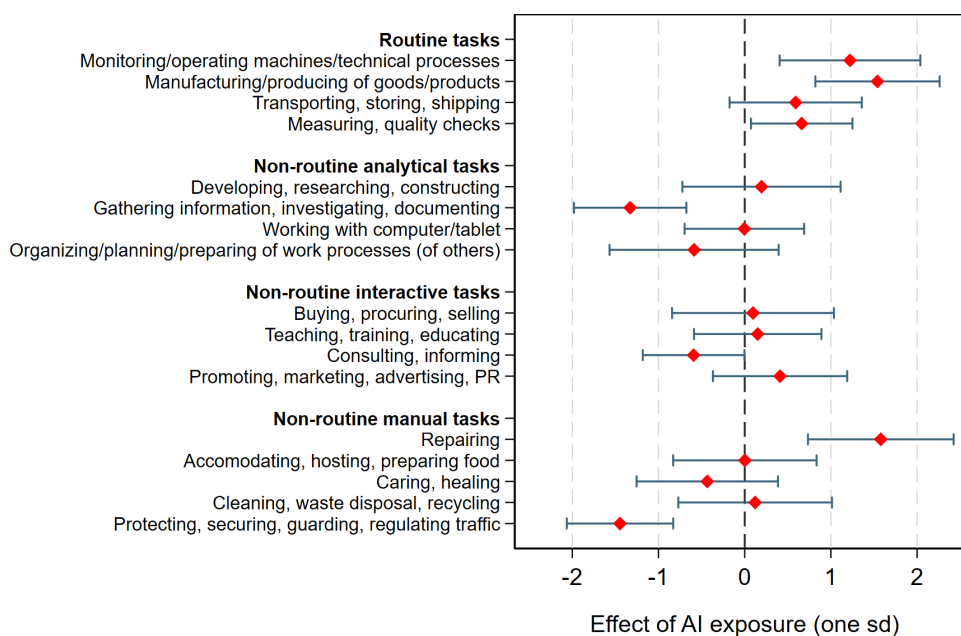 Routine tasks
Monitoring/operating machines/technical processes
Manufacturing/producing of goods/products
Transporting, storing, shipping
Measuring, quality checks
Non-routine analytical tasks
Developing, researching, constructing
Gathering information, investigating, documenting
Working with computer/tablet
Organizing/planning/preparing of work processes (of others)
Non-routine interactive tasks
Buying, procuring, selling
Teaching, training, educating
Consulting, informing
Promoting, marketing, advertising, PR
Non-routine manual tasks
Repairing
Accomodating, hosting, preparing food
Caring, healing
Cleaning, waste disposal, recycling
Protecting, securing, guarding, regulating traffic
-2 -1 0 1 2
Effect of AI exposure (one sd)